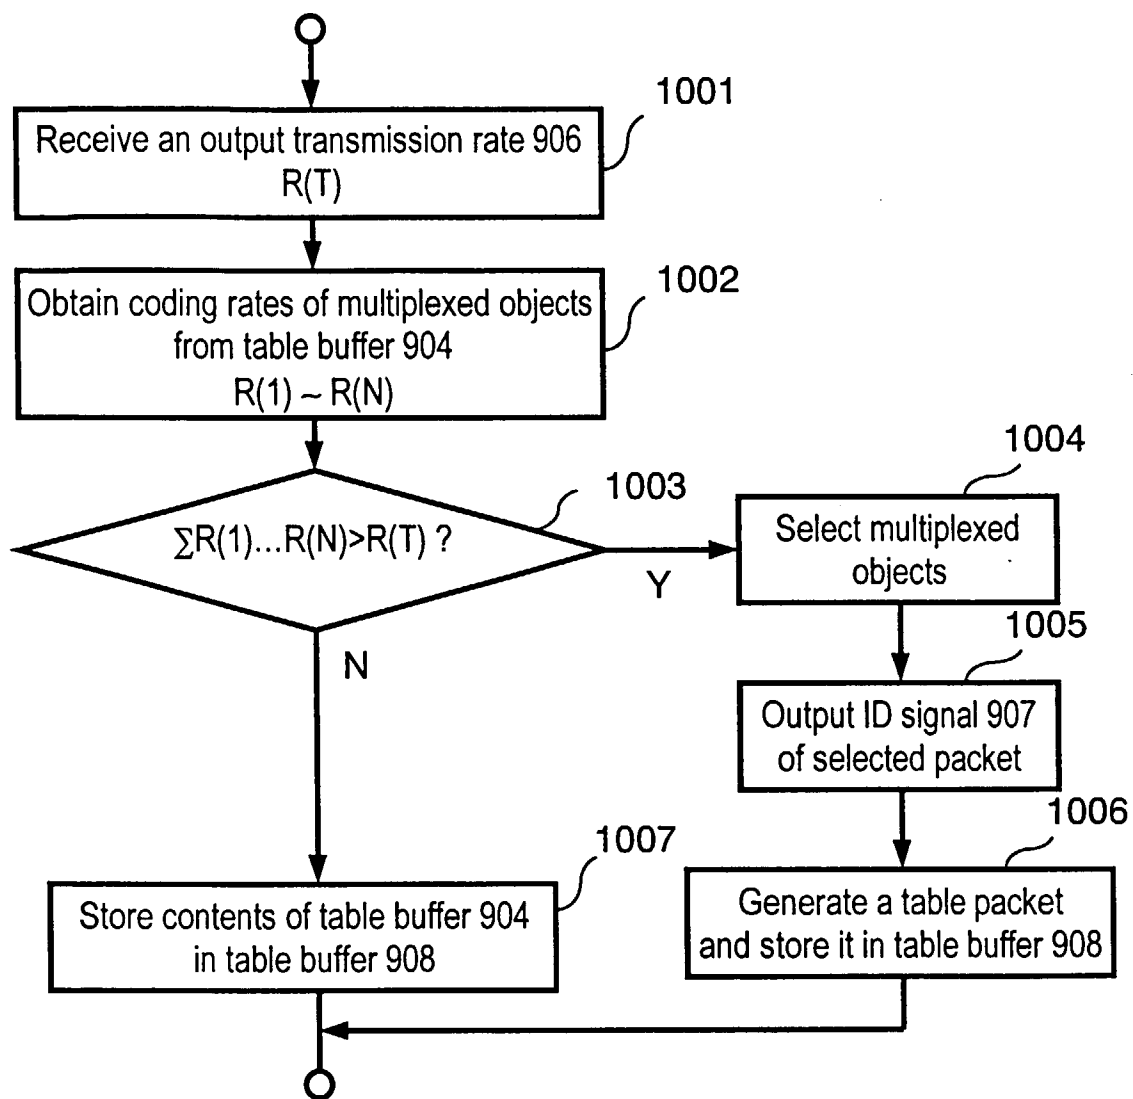 1001
Receive an output transmission rate 906
R(T)
1002
Obtain coding rates of multiplexed objects
from table buffer 904
R(1) ~ R(N)
1003
∑R(1)...R(N)>R(T) ?
Y
N
1004
Select multiplexed
objects
1005
Output ID signal 907
of selected packet
1006
Generate a table packet
and store it in table buffer 908
1007
Store contents of table buffer 904
in table buffer 908